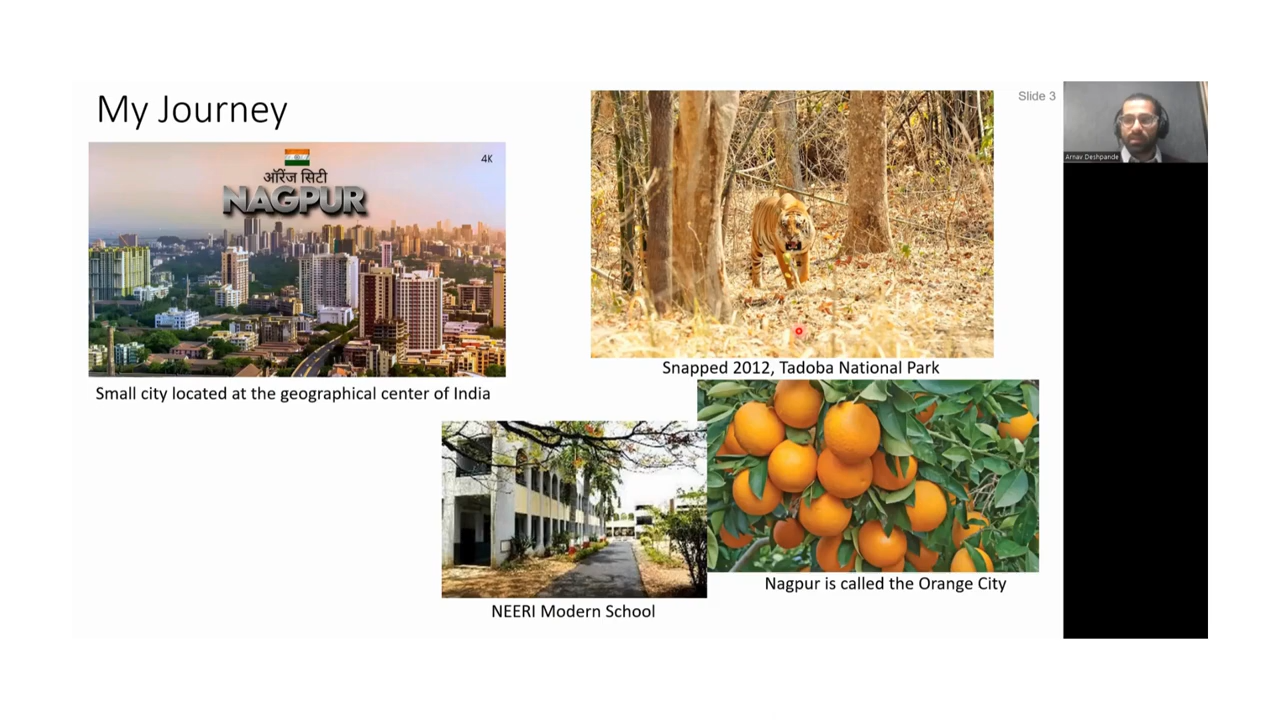 My Journey
Slide 3
Arnav Deshpande
4K
ऑरेंज सिटी
NAGPUR
Small city located at the geographical center of India
Snapped 2012, Tadoba National Park
Nagpur is called the Orange City
NEERI Modern School